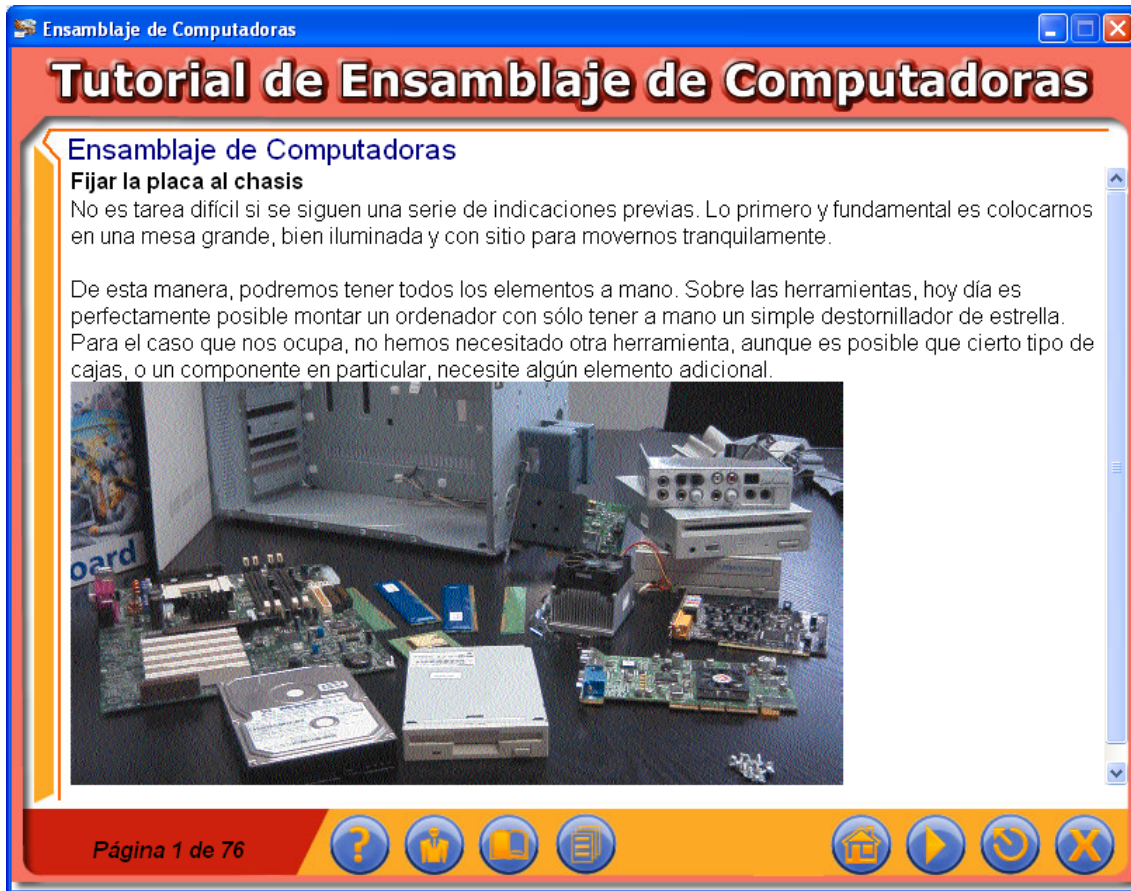 Ensamblaje de Computadoras
Tutorial de Ensamblaje de Computadoras
Ensamblaje de Computadoras
Fijar la placa al chasis
No es tarea difícil si se siguen una serie de indicaciones previas. Lo primero y fundamental es colocarnos
en una mesa grande, bien iluminada y con sitio para movernos tranquilamente.
De esta manera, podremos tener todos los elementos a mano. Sobre las herramientas, hoy día es
perfectamente posible montar un ordenador con sólo tener a mano un simple destornillador de estrella.
Para el caso que nos ocupa, no hemos necesitado otra herramienta, aunque es posible que cierto tipo de
cajas, o un componente en particular, necesite algún elemento adicional.
oard
Página 1 de 76
?